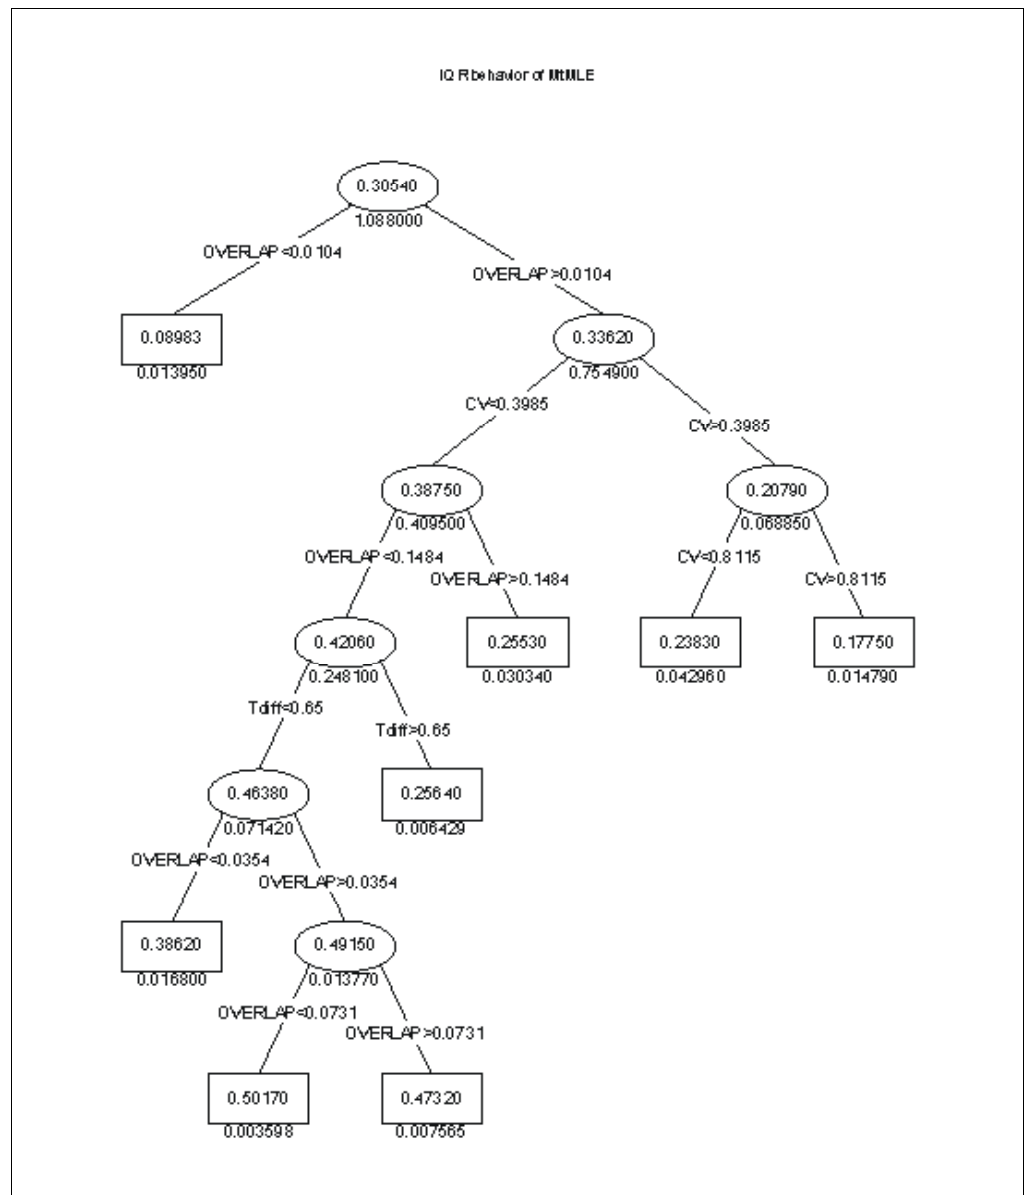 IQR behavior of MtMLE
0.30540
1.088000
OVERLAP<0.0104
OVERLAP>0.0104
0.08983
0.013950
0.33620
0.754900
CV<0.3985
CV>0.3985
0.38750
0.409500
0.20790
0.068850
OVERLAP<0.1484
OVERLAP>0.1484
CV<0.8115
CV>0.8115
0.42060
0.248100
0.25530
0.030340
0.23830
0.042960
0.17750
0.014790
Tdiff<0.65
Tdiff>0.65
0.46380
0.071420
0.25640
0.006429
OVERLAP<0.0354
OVERLAP>0.0354
0.38620
0.016800
0.49150
0.013770
OVERLAP<0.0731
OVERLAP>0.0731
0.50170
0.003598
0.47320
0.007565